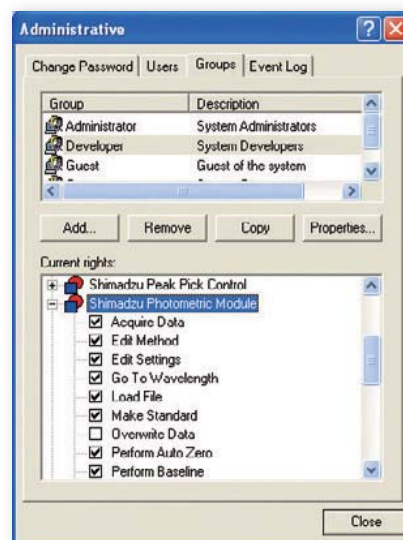 Administrative
Change Password Users Groups Event Log
Group Description
Administrator System Administrators
Developer System Developers
Guest Guest of the system
Add... Remove Copy Properties...
Current rights:
Shimadzu Peak Pick Control
Shimadzu Photometric Module
Acquire Data
Edit Method
Edit Settings
Go To Wavelength
Load File
Make Standard
Overwrite Data
Perform Auto Zero
Perform Baseline
Close